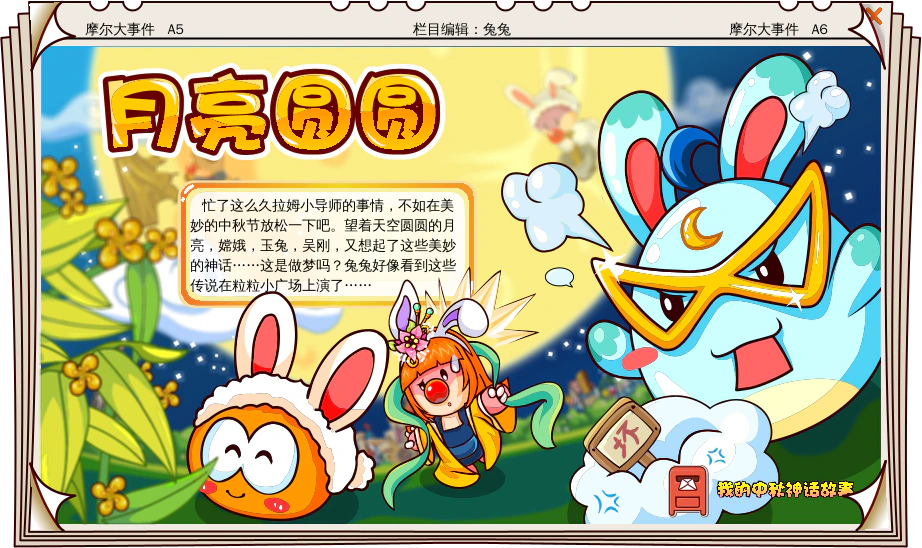 摩尔大事件 A5
栏目编辑：兔兔
摩尔大事件 A6
月亮圆圆
忙了这么久拉姆小导师的事情，不如在美
妙的中秋节放松一下吧。望着天空圆圆的月
亮，嫦娥，玉兔，吴刚，又想起了这些美妙
的神话……这是做梦吗？兔兔好像看到这些
传说在粒粒小广场上演了……
坏
我的中秋神话故事